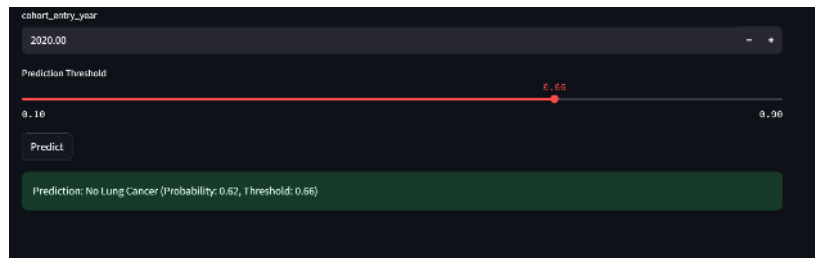 cohort_entry_year
2020.00
- +
Prediction Threshold
0.66
0.10 0.90
Predict
Prediction: No Lung Cancer (Probability: 0.62, Threshold: 0.66)